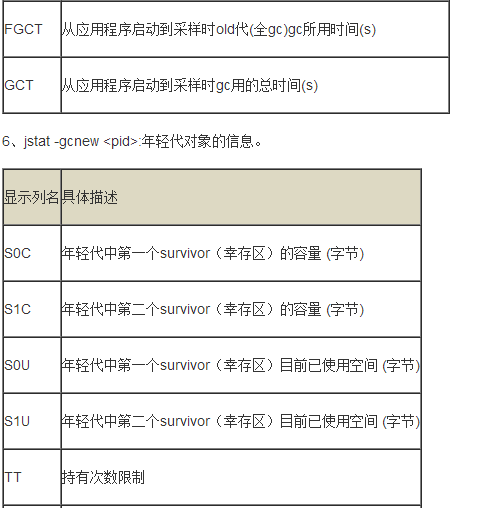 FGCT 从应用程序启动到采样时old代(全gc)gc所用时间(s)
GCT 从应用程序启动到采样时gc用的总时间(s)
6、jstat -gcnew <pid>:年轻代对象的信息。
显示列名 具体描述
S0C 年轻代中第一个survivor（幸存区）的容量 (字节)
S1C 年轻代中第二个survivor（幸存区）的容量 (字节)
S0U 年轻代中第一个survivor（幸存区）目前已使用空间 (字节)
S1U 年轻代中第二个survivor（幸存区）目前已使用空间 (字节)
TT 持有次数限制